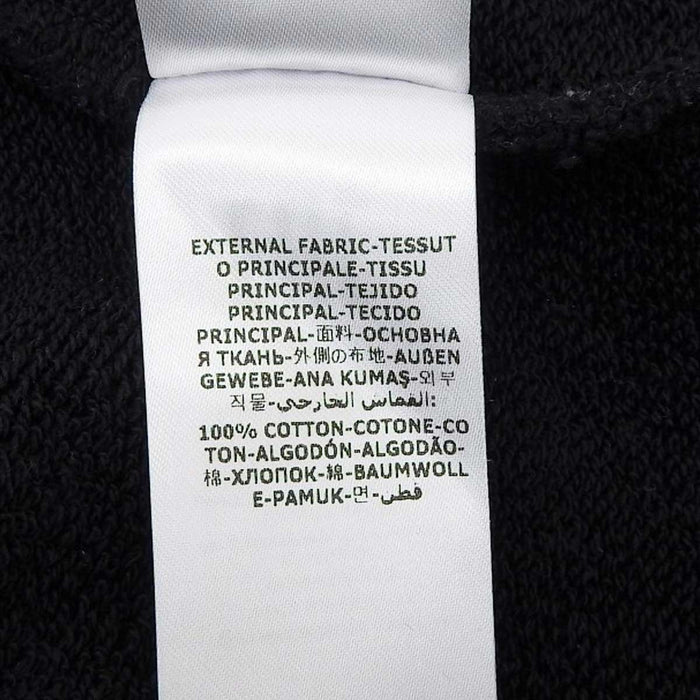 EXTERNAL FABRIC-TESSUT
O PRINCIPALE-TISSU
PRINCIPAL-TEJIDO
PRINCIPAL-TECIDO
PRINCIPAL-面料-ОСНОВНА
Я ТКАНЬ-外側の布地-AUßEN
GEWEBE-ANA KUMAŞ-외부
직물-القماش الخارجي:
100% COTTON-COTONE-CO
TON-ALGODÓN-ALGODÃO-
棉-ХЛОПОК-綿-BAUMWOLL
E-PAMUK-면-قطن